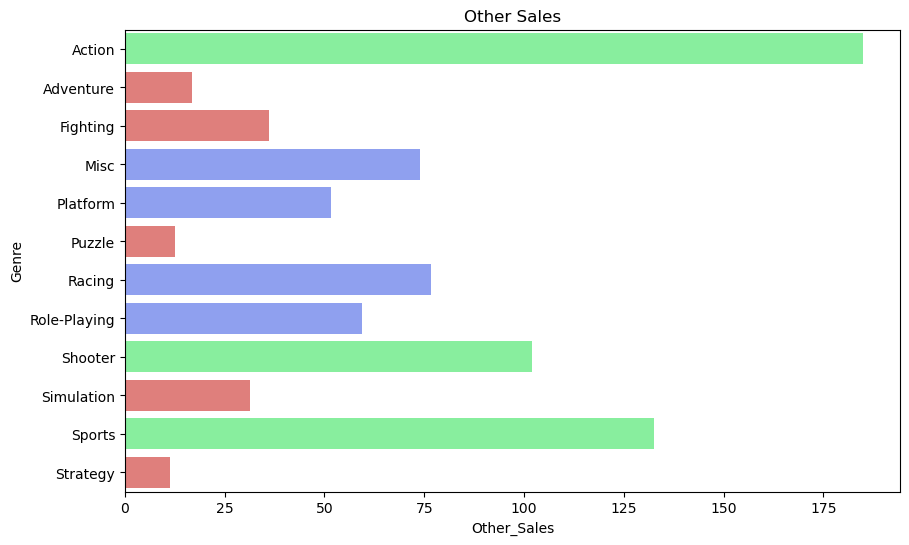 Other Sales
Genre
Action
Adventure
Fighting
Misc
Platform
Puzzle
Racing
Role-Playing
Shooter
Simulation
Sports
Strategy
0 25 50 75 100 125 150 175
Other_Sales